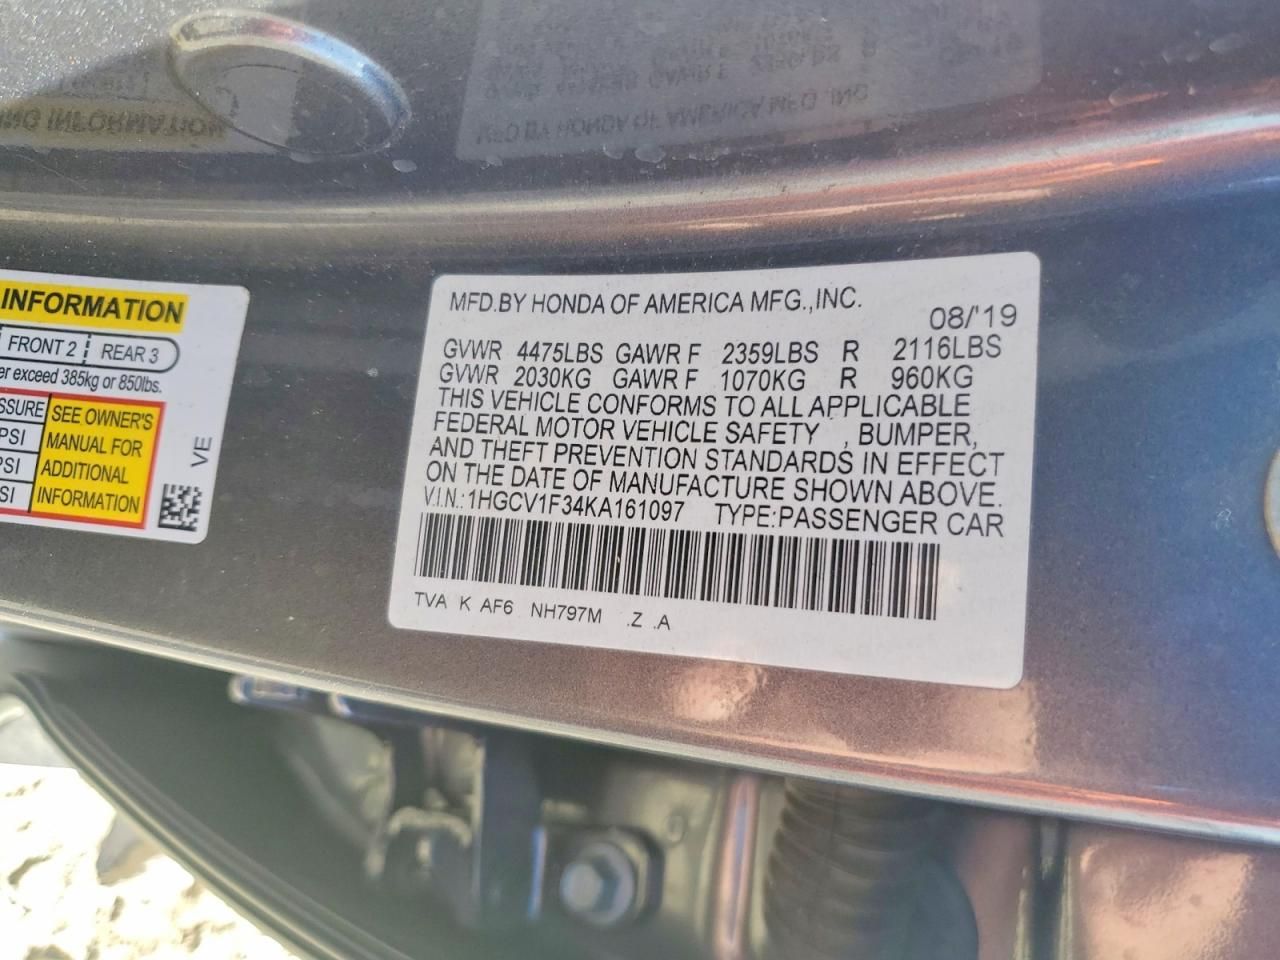 INFORMATION
FRONT 2 REAR 3
er exceed 385kg or 850lbs.
SSURE
PSI
PSI
SI
SEE OWNER'S
MANUAL FOR
ADDITIONAL
INFORMATION
VE
MFD.BY HONDA OF AMERICA MFG.,INC.
08/'19
GVWR 4475LBS GAWR F 2359LBS R 2116LBS
GVWR 2030KG GAWR F 1070KG R 960KG
THIS VEHICLE CONFORMS TO ALL APPLICABLE
FEDERAL MOTOR VEHICLE SAFETY , BUMPER,
AND THEFT PREVENTION STANDARDS IN EFFECT
ON THE DATE OF MANUFACTURE SHOWN ABOVE.
V.I.N.:1HGCV1F34KA161097 TYPE:PASSENGER CAR
TVA K AF6 NH797M .Z .A